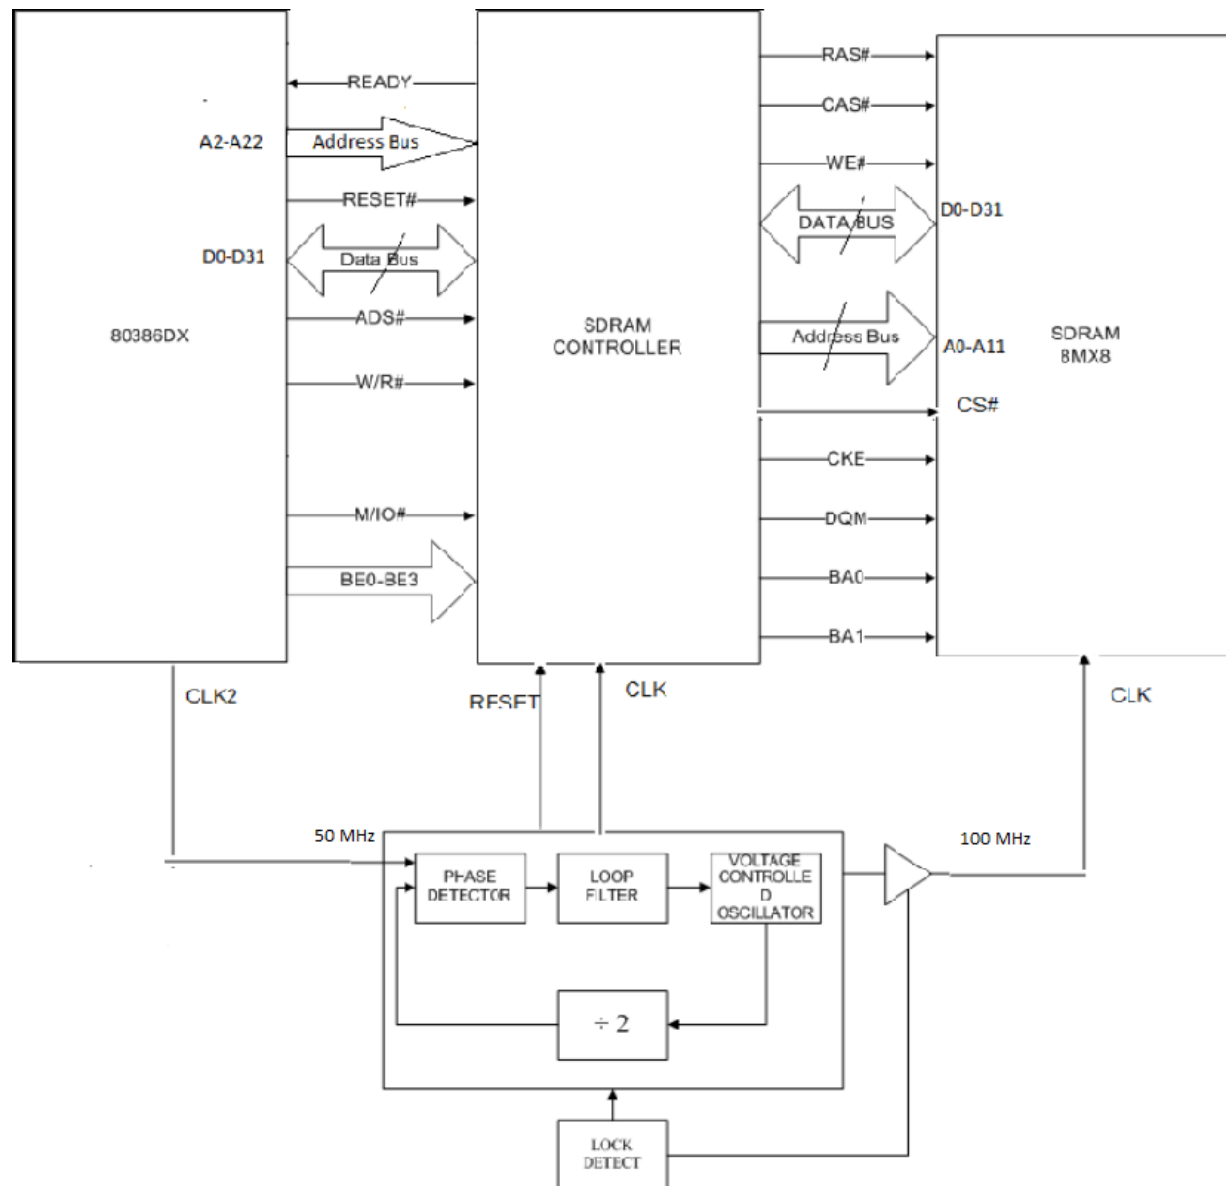 READY
A2-A22
Address Bus
RESET#
D0-D31
Data Bus
80386DX
ADS#
W/R#
M/IO#
BE0-BE3
SDRAM
CONTROLLER
RAS#
CAS#
WE#
DATA BUS
D0-D31
Address Bus
A0-A11
SDRAM
8MX8
CS#
CKE
DQM
BA0
BA1
CLK2
RESET
CLK
CLK
50 MHz
100 MHz
PHASE
DETECTOR
LOOP
FILTER
VOLTAGE
CONTROLLE
D
OSCILLATOR
÷ 2
LOCK
DETECT